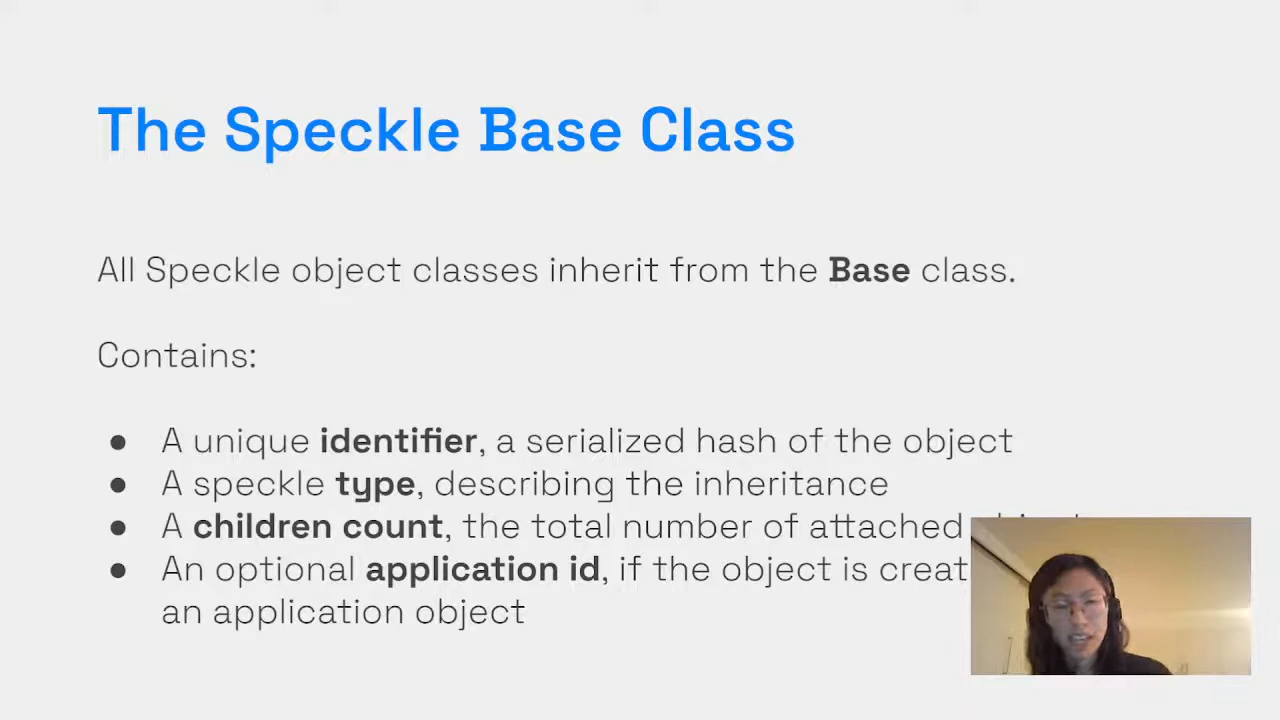 The Speckle Base Class
All Speckle object classes inherit from the Base class.
Contains:
● A unique identifier, a serialized hash of the object
● A speckle type, describing the inheritance
● A children count, the total number of attached
● An optional application id, if the object is creat
an application object